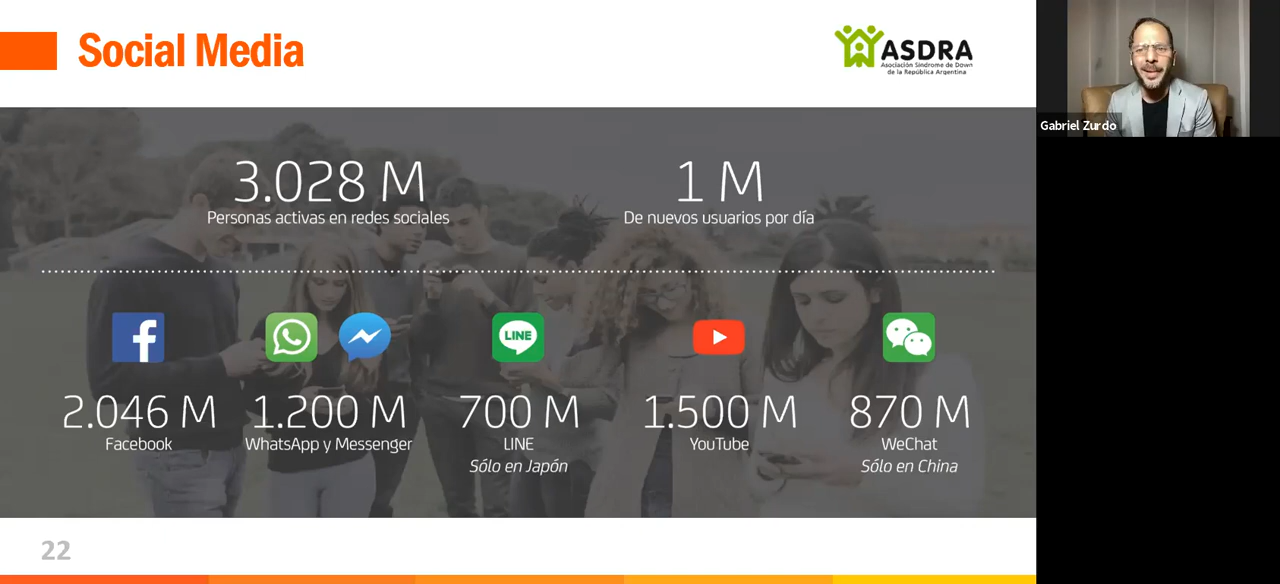 Social Media
ASDRA
Asociación Síndrome de Down
de la República Argentina
Gabriel Zurdo
3.028 M
Personas activas en redes sociales
1 M
De nuevos usuarios por día
LINE
2.046 M
Facebook
1.200 M
WhatsApp y Messenger
700 M
LINE
Sólo en Japón
1.500 M
YouTube
870 M
WeChat
Sólo en China
22